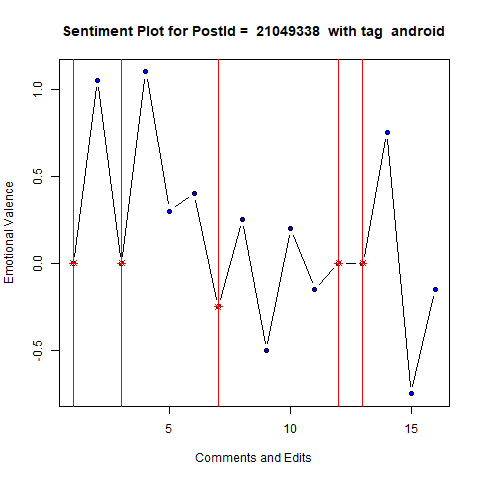 Sentiment Plot for PostId = 21049338 with tag android
Emotional Valence
1.0
0.5
0.0
-0.5
5
10
15
Comments and Edits